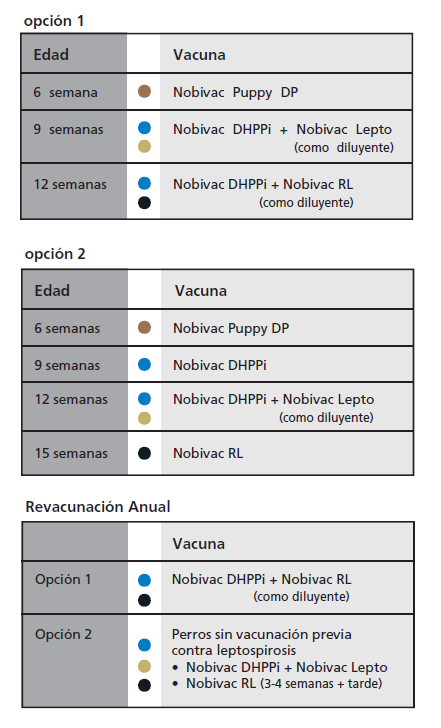 opción 1
Edad Vacuna
6 semana Nobivac Puppy DP
9 semanas Nobivac DHPPi + Nobivac Lepto
(como diluyente)
12 semanas Nobivac DHPPi + Nobivac RL
(como diluyente)
opción 2
Edad Vacuna
6 semanas Nobivac Puppy DP
9 semanas Nobivac DHPPi
12 semanas Nobivac DHPPi + Nobivac Lepto
(como diluyente)
15 semanas Nobivac RL
Revacunación Anual
Vacuna
Opción 1 Nobivac DHPPi + Nobivac RL
(como diluyente)
Opción 2 Perros sin vacunación previa
contra leptospirosis
• Nobivac DHPPi + Nobivac Lepto
• Nobivac RL (3-4 semanas + tarde)